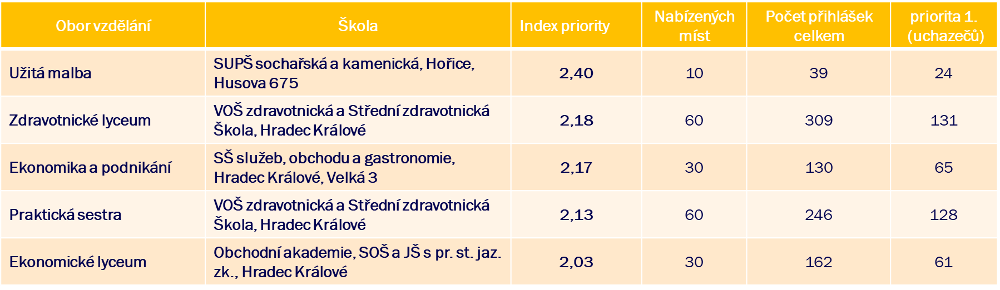 Obor vzdělání
Škola
Index priority
Nabízených
míst
Počet přihlášek
celkem
priorita 1.
(uchazečů)
Užitá malba
SUPŠ sochařská a kamenická, Hořice,
Husova 675
2,40
10
39
24
Zdravotnické lyceum
VOŠ zdravotnická a Střední zdravotnická
Škola, Hradec Králové
2,18
60
309
131
Ekonomika a podnikání
SŠ služeb, obchodu a gastronomie,
Hradec Králové, Velká 3
2,17
30
130
65
Praktická sestra
VOŠ zdravotnická a Střední zdravotnická
Škola, Hradec Králové
2,13
60
246
128
Ekonomické lyceum
Obchodní akademie, SOŠ a JŠ s pr. st. jaz.
zk., Hradec Králové
2,03
30
162
61